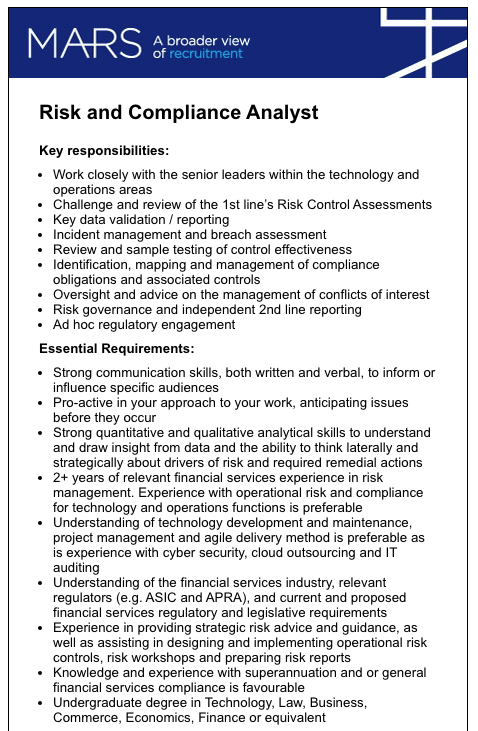 MARS A broader view
of recruitment
Risk and Compliance Analyst
Key responsibilities:
• Work closely with the senior leaders within the technology and
operations areas
• Challenge and review of the 1st line's Risk Control Assessments
• Key data validation / reporting
• Incident management and breach assessment
• Review and sample testing of control effectiveness
• Identification, mapping and management of compliance
obligations and associated controls
• Oversight and advice on the management of conflicts of interest
• Risk governance and independent 2nd line reporting
• Ad hoc regulatory engagement
Essential Requirements:
• Strong communication skills, both written and verbal, to inform or
influence specific audiences
• Pro-active in your approach to your work, anticipating issues
before they occur
• Strong quantitative and qualitative analytical skills to understand
and draw insight from data and the ability to think laterally and
strategically about drivers of risk and required remedial actions
• 2+ years of relevant financial services experience in risk
management. Experience with operational risk and compliance
for technology and operations functions is preferable
• Understanding of technology development and maintenance,
project management and agile delivery method is preferable as
is experience with cyber security, cloud outsourcing and IT
auditing
• Understanding of the financial services industry, relevant
regulators (e.g. ASIC and APRA), and current and proposed
financial services regulatory and legislative requirements
• Experience in providing strategic risk advice and guidance, as
well as assisting in designing and implementing operational risk
controls, risk workshops and preparing risk reports
• Knowledge and experience with superannuation and or general
financial services compliance is favourable
• Undergraduate degree in Technology, Law, Business,
Commerce, Economics, Finance or equivalent